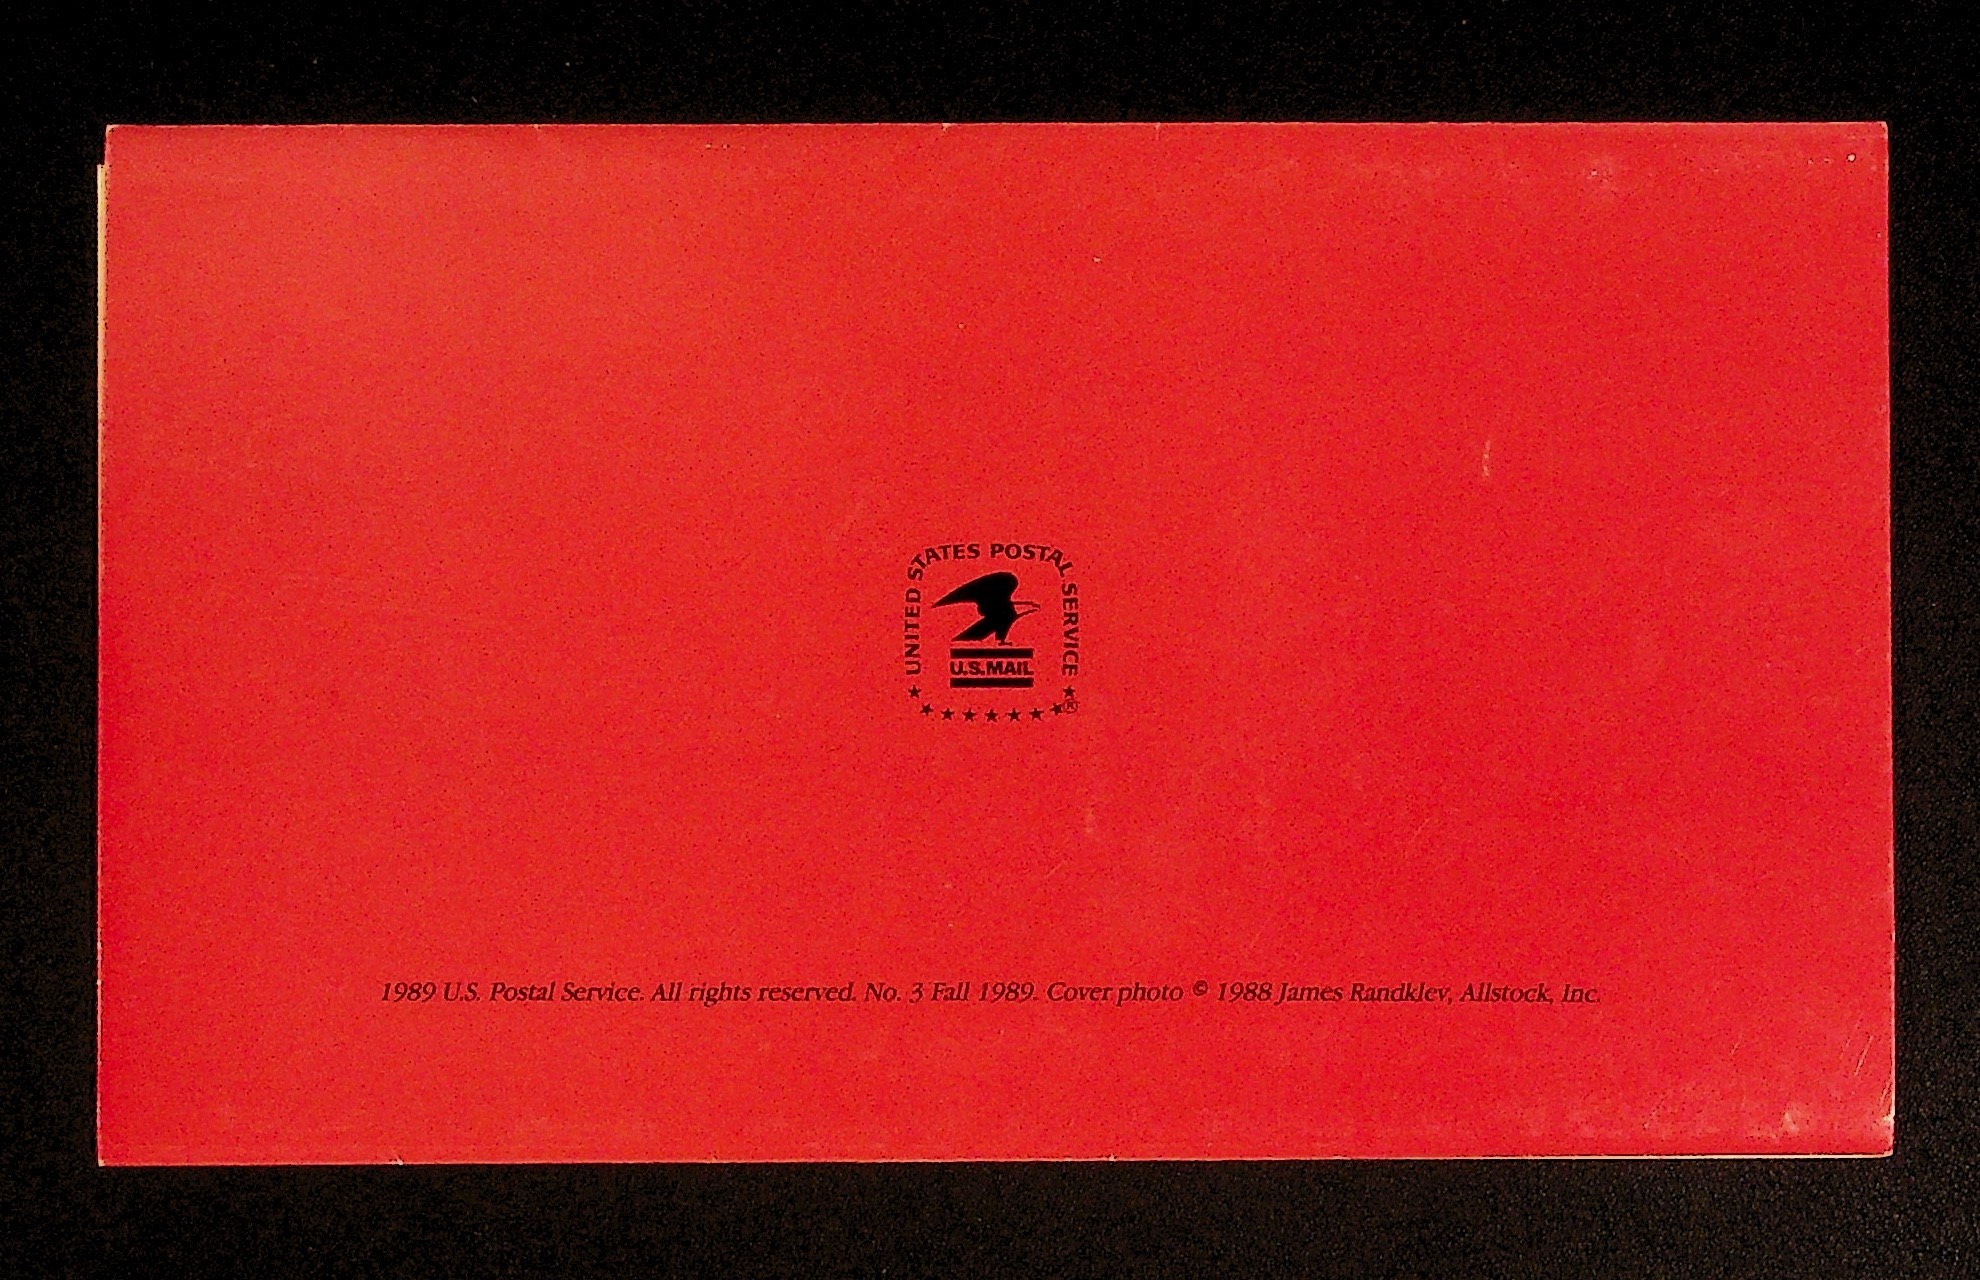 UNITED STATES POSTAL SERVICE
U.S.MAIL
®
1989 U.S. Postal Service. All rights reserved. No. 3 Fall 1989. Cover photo © 1988 James Randklev, Allstock, Inc.